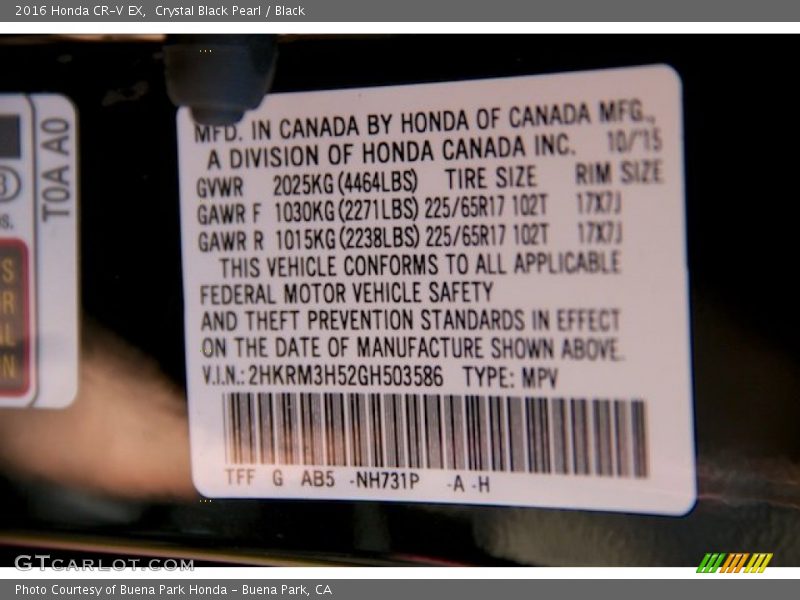 2016 Honda CR-V EX, Crystal Black Pearl / Black
MFD. IN CANADA BY HONDA OF CANADA MFG.,
A DIVISION OF HONDA CANADA INC. 10/15
GVWR 2025KG(4464LBS) TIRE SIZE RIM SIZE
GAWR F 1030KG(2271LBS) 225/65R17 102T 17X7J
GAWR R 1015KG(2238LBS) 225/65R17 102T 17X7J
THIS VEHICLE CONFORMS TO ALL APPLICABLE
FEDERAL MOTOR VEHICLE SAFETY
AND THEFT PREVENTION STANDARDS IN EFFECT
ON THE DATE OF MANUFACTURE SHOWN ABOVE.
V.I.N.: 2HKRM3H52GH503586 TYPE: MPV
TFF G AB5 -NH731P -A -H
T0A A0
GTCARLOT.COM
Photo Courtesy of Buena Park Honda - Buena Park, CA